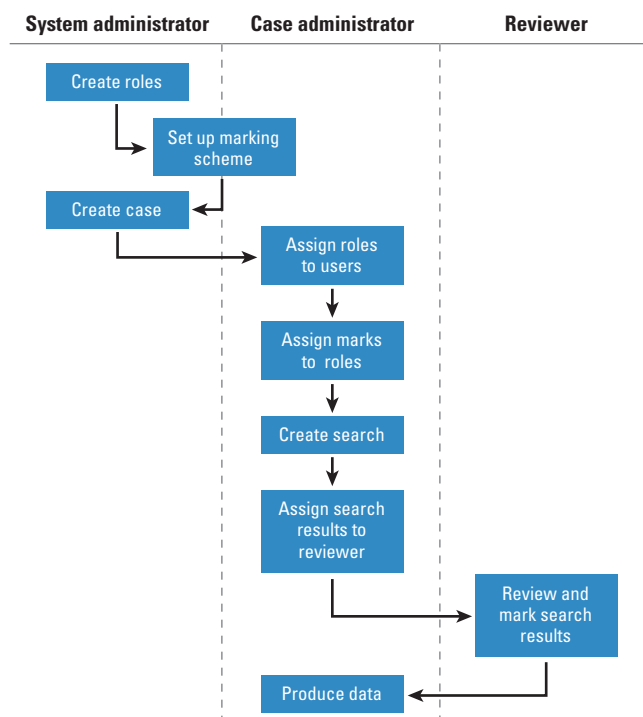 System administrator
Case administrator
Reviewer
Create roles
Set up marking
scheme
Create case
Assign roles
to users
Assign marks
to roles
Create search
Assign search
results to
reviewer
Review and
mark search
results
Produce data